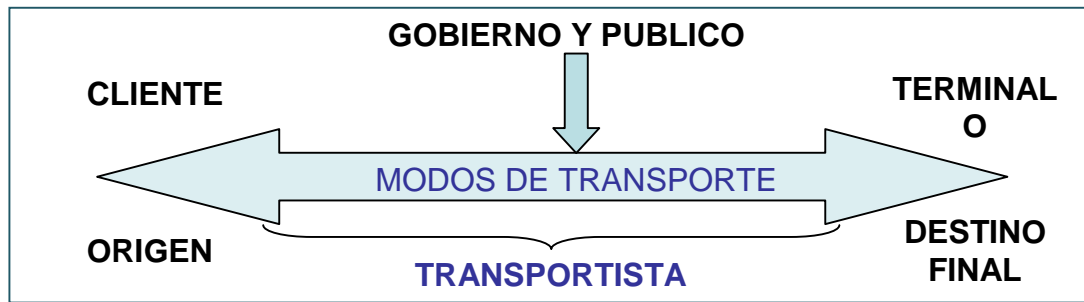 GOBIERNO Y PUBLICO
CLIENTE
TERMINAL
O
MODOS DE TRANSPORTE
ORIGEN
DESTINO
FINAL
TRANSPORTISTA